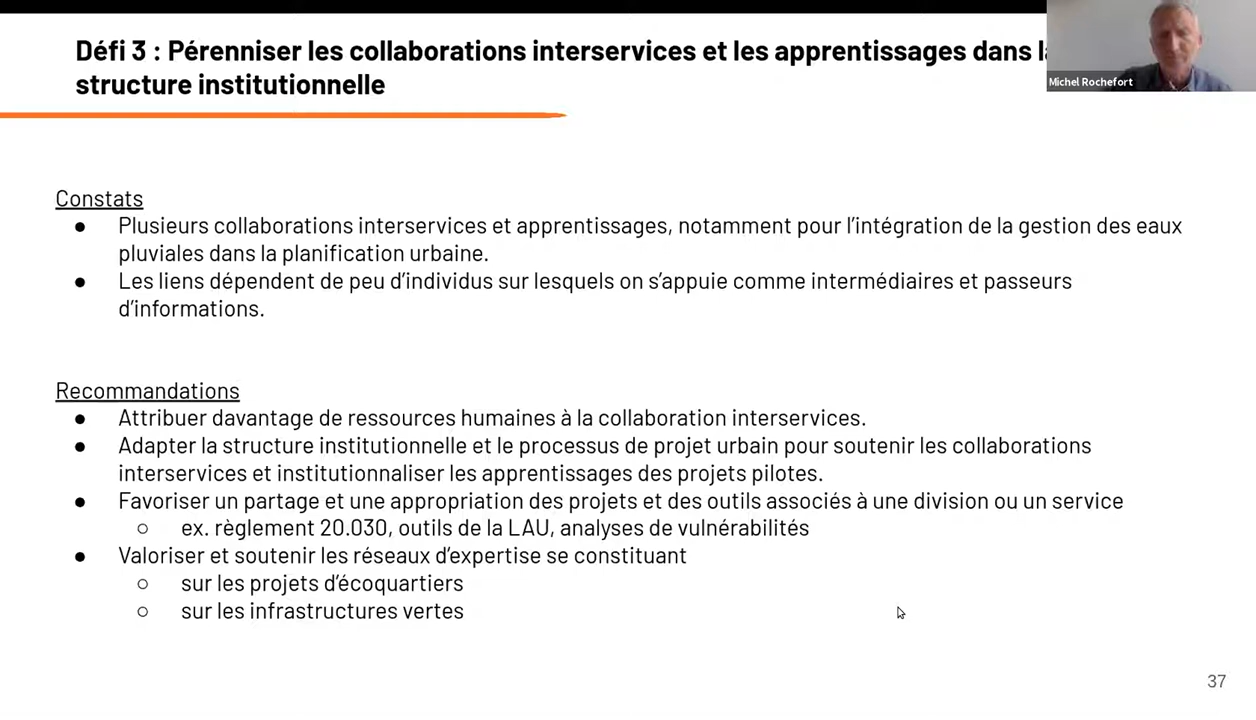 Défi 3 : Pérenniser les collaborations interservices et les apprentissages dans
structure institutionnelle
Michel Rochefort
Constats
● Plusieurs collaborations interservices et apprentissages, notamment pour l’intégration de la gestion des eaux
pluviales dans la planification urbaine.
● Les liens dépendent de peu d’individus sur lesquels on s’appuie comme intermédiaires et passeurs
d’informations.
Recommandations
● Attribuer davantage de ressources humaines à la collaboration interservices.
● Adapter la structure institutionnelle et le processus de projet urbain pour soutenir les collaborations
interservices et institutionnaliser les apprentissages des projets pilotes.
● Favoriser un partage et une appropriation des projets et des outils associés à une division ou un service
○ ex. règlement 20.030, outils de la LAU, analyses de vulnérabilités
● Valoriser et soutenir les réseaux d’expertise se constituant
○ sur les projets d’écoquartiers
○ sur les infrastructures vertes
37